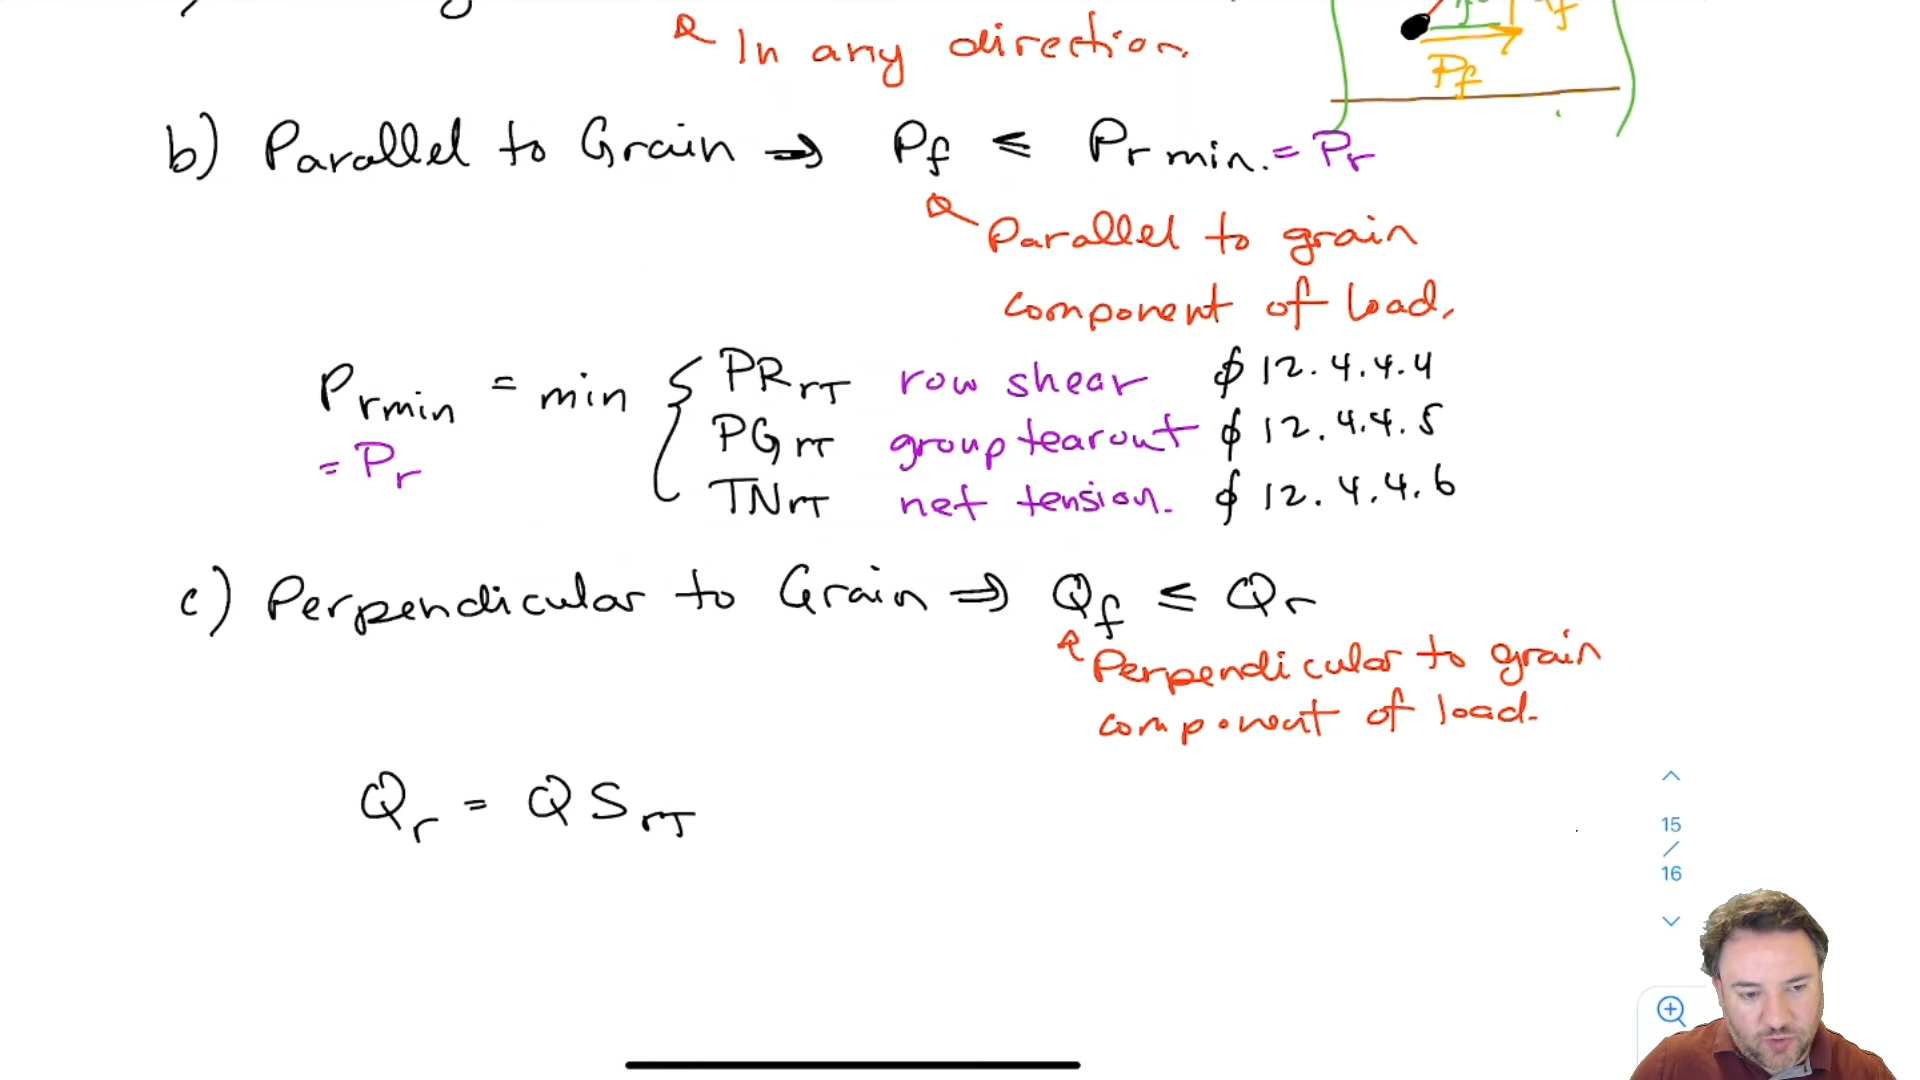 In any direction.
Pf
b) Parallel to Grain → Pf ≤ Pr min. = Pr
Parallel to grain
component of load.
Prmin = min { PRrT row shear § 12.4.4.4
= Pr
PGrT group tearout § 12.4.4.5
TNrT net tension. § 12.4.4.6
c) Perpendicular to Grain ⇒ Qf ≤ Qr
Perpendicular to grain
component of load.
Qr = QSrT
15
/
16